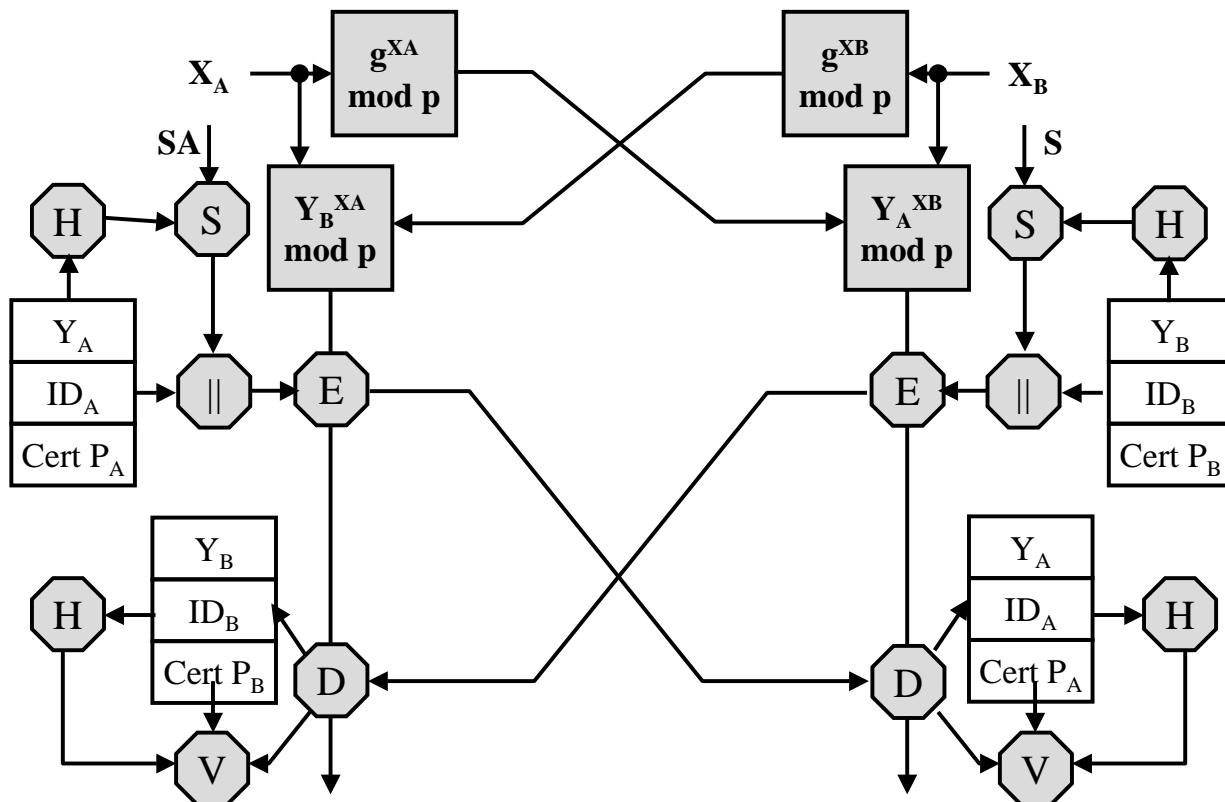 X_A
g^XA
mod p
g^XB
mod p
X_B
SA
S
H
S
Y_B^XA
mod p
Y_A^XB
mod p
S
H
Y_A
ID_A
Cert P_A
||
E
E
||
Y_B
ID_B
Cert P_B
H
Y_B
ID_B
Cert P_B
D
V
D
Y_A
ID_A
Cert P_A
H
V